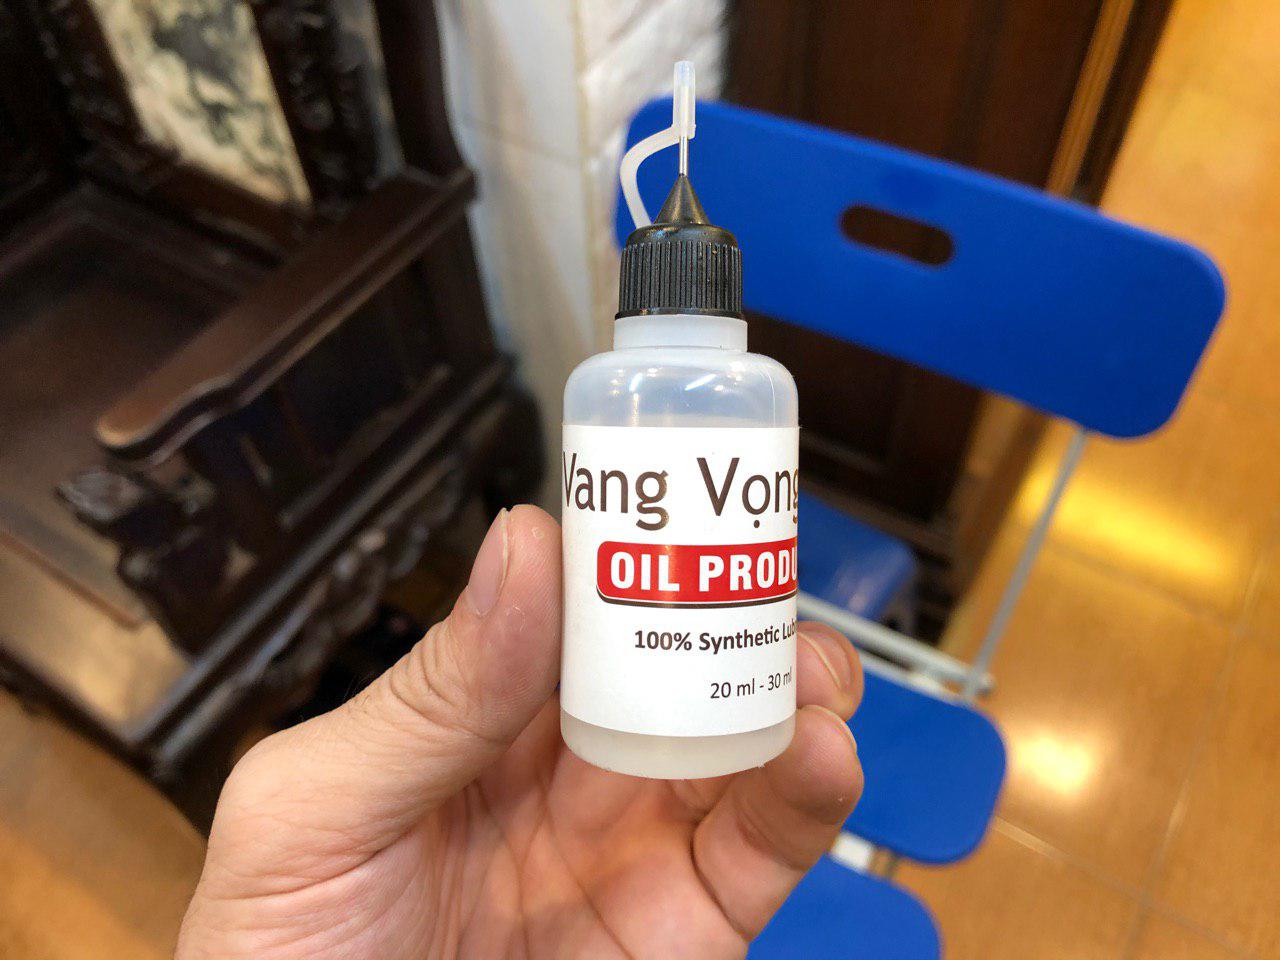 Vang Vọng
OIL PRODU
100% Synthetic Lub
20 ml - 30 ml